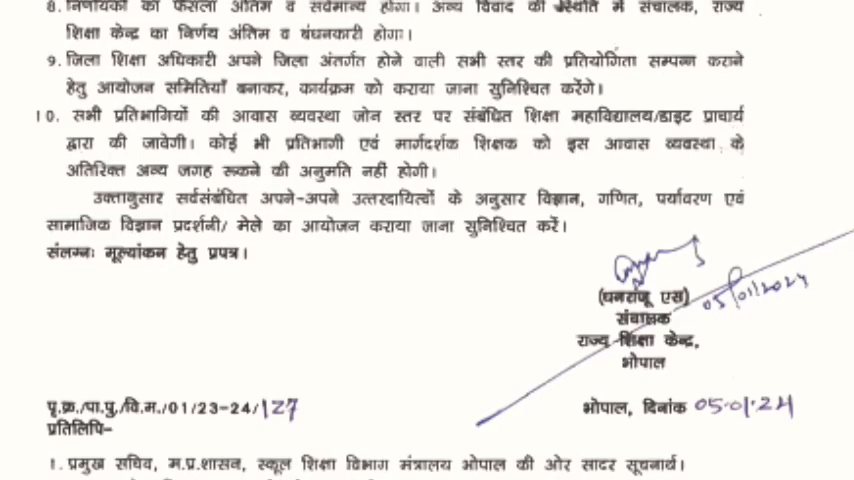 8. निर्णायकों का फैसला अंतिम व सर्वमान्य होगा। अन्य विवाद की स्थिति में संचालक, राज्य
शिक्षा केन्द्र का निर्णय अंतिम व बंधनकारी होगा।
9. जिला शिक्षा अधिकारी अपने जिला अंतर्गत होने वाली सभी स्तर की प्रतियोगिता सम्पन्न कराने
हेतु आयोजन समितियाँ बनाकर, कार्यक्रम को कराया जाना सुनिश्चित करेंगे।
10. सभी प्रतिभागियों की आवास व्यवस्था जोन स्तर पर संबंधित शिक्षा महाविद्यालय/डाइट प्राचार्य
द्वारा की जावेगी। कोई भी प्रतिभागी एवं मार्गदर्शक शिक्षक को इस आवास व्यवस्था के
अतिरिक्त अन्य जगह रूकने की अनुमति नहीं होगी।
उक्तानुसार सर्वसंबंधित अपने-अपने उत्तरदायित्वों के अनुसार विज्ञान, गणित, पर्यावरण एवं
सामाजिक विज्ञान प्रदर्शनी/ मेले का आयोजन कराया जाना सुनिश्चित करें।
संलग्नः मूल्यांकन हेतु प्रपत्र।
(धनराजू एस) 05/01/2024
संचालक
राज्य शिक्षा केन्द्र,
भोपाल
पृ.क्र./पा.पु./वि.म./01/23-24/127 भोपाल, दिनांक 05.01.24
प्रतिलिपि-
1. प्रमुख सचिव, म.प्र.शासन, स्कूल शिक्षा विभाग मंत्रालय भोपाल की ओर सादर सूचनार्थ।